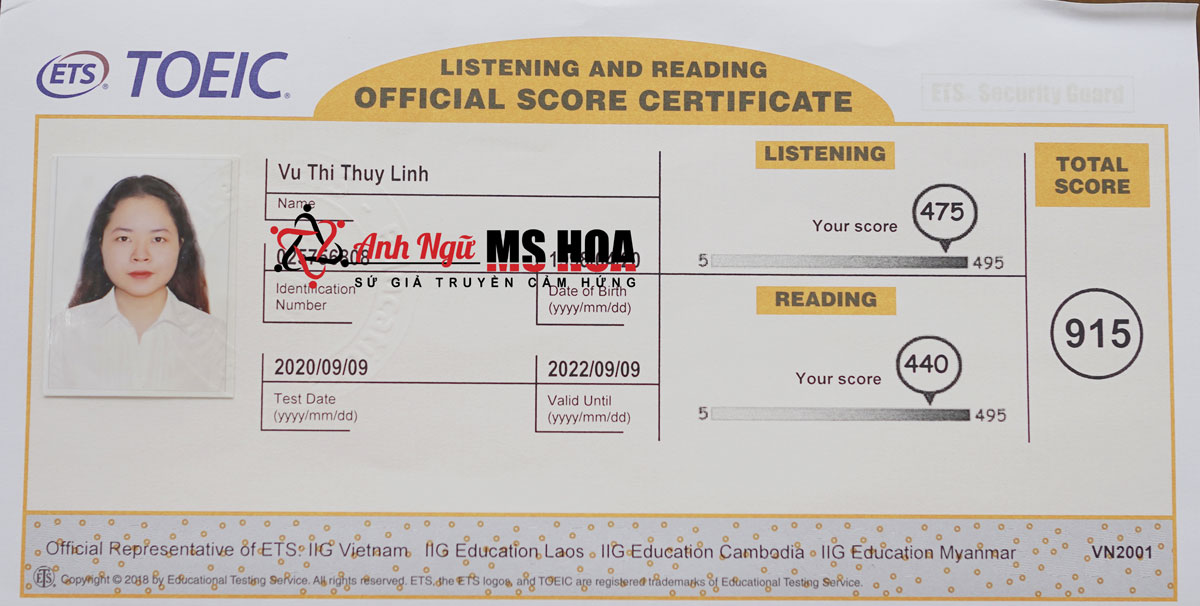 ETS® TOEIC®
LISTENING AND READING
OFFICIAL SCORE CERTIFICATE
ETS® Security Guard
Vu Thi Thuy Linh
Name
Anh Ngữ MS HOA
SỨ GIẢ TRUYỀN CẢM HỨNG
Identification
Number
Date of Birth
(yyyy/mm/dd)
2020/09/09
Test Date
(yyyy/mm/dd)
2022/09/09
Valid Until
(yyyy/mm/dd)
LISTENING
Your score
475
5
495
READING
Your score
440
5
495
TOTAL
SCORE
915
Official Representative of ETS: IIG Vietnam IIG Education Laos IIG Education Cambodia IIG Education Myanmar VN2001
ETS Copyright © 2018 by Educational Testing Service. All rights reserved. ETS, the ETS logos, and TOEIC are registered trademarks of Educational Testing Service.